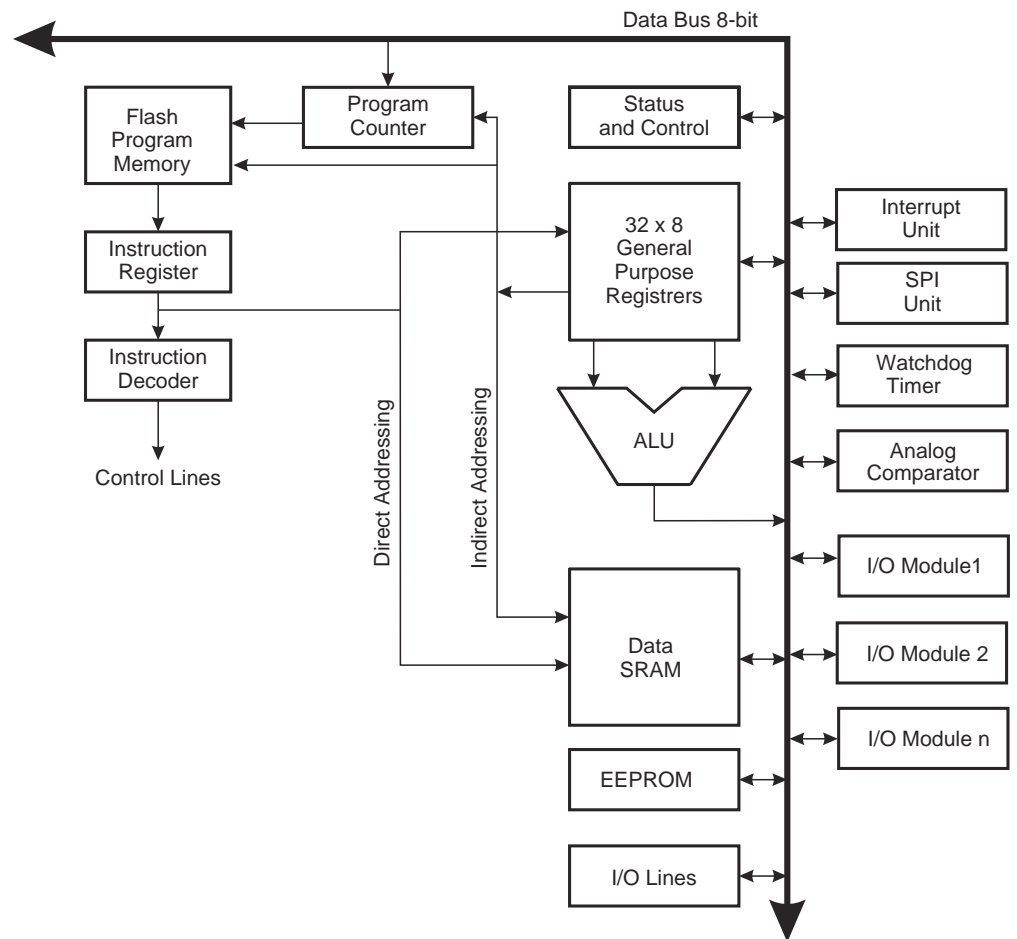 Data Bus 8-bit
Flash
Program
Memory
Program
Counter
Status
and Control
Instruction
Register
32 x 8
General
Purpose
Registrers
Interrupt
Unit
SPI
Unit
Instruction
Decoder
Watchdog
Timer
Control Lines
Direct Addressing
Indirect Addressing
ALU
Analog
Comparator
I/O Module1
Data
SRAM
I/O Module 2
I/O Module n
EEPROM
I/O Lines